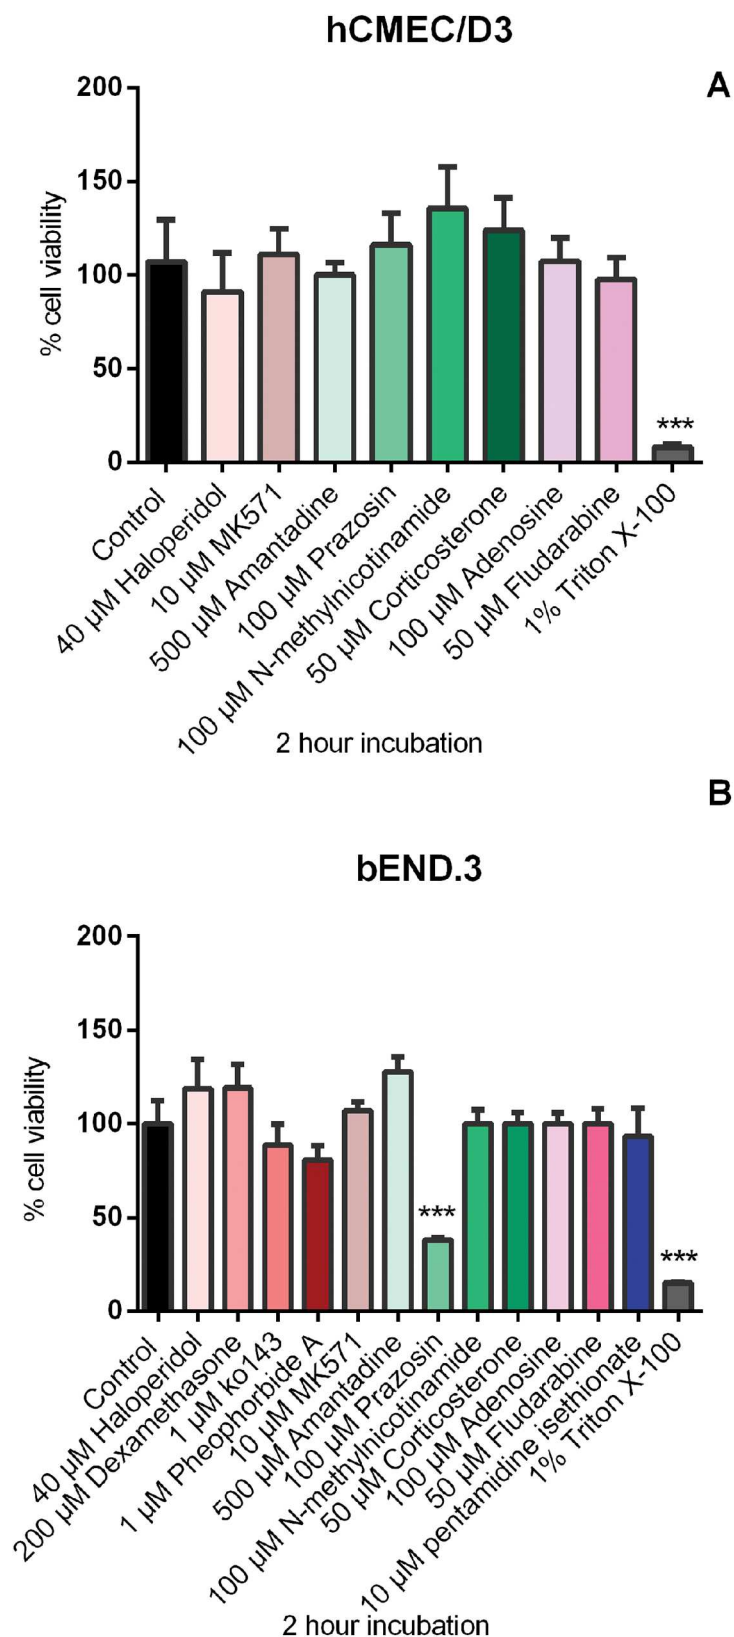 hCMEC/D3
A
% cell viability
200
150
100
50
0
***
Control
40 µM Haloperidol
10 µM MK571
500 µM Amantadine
100 µM Prazosin
100 µM N-methylnicotinamide
50 µM Corticosterone
100 µM Adenosine
50 µM Fludarabine
1% Triton X-100
2 hour incubation
B
bEND.3
% cell viability
200
150
100
50
0
***
***
Control
40 µM Haloperidol
200 µM Dexamethasone
1 µM ko143
1 µM Pheophorbide A
10 µM MK571
500 µM Amantadine
100 µM Prazosin
100 µM N-methylnicotinamide
50 µM Corticosterone
100 µM Adenosine
50 µM Fludarabine
10 µM pentamidine isethionate
1% Triton X-100
2 hour incubation